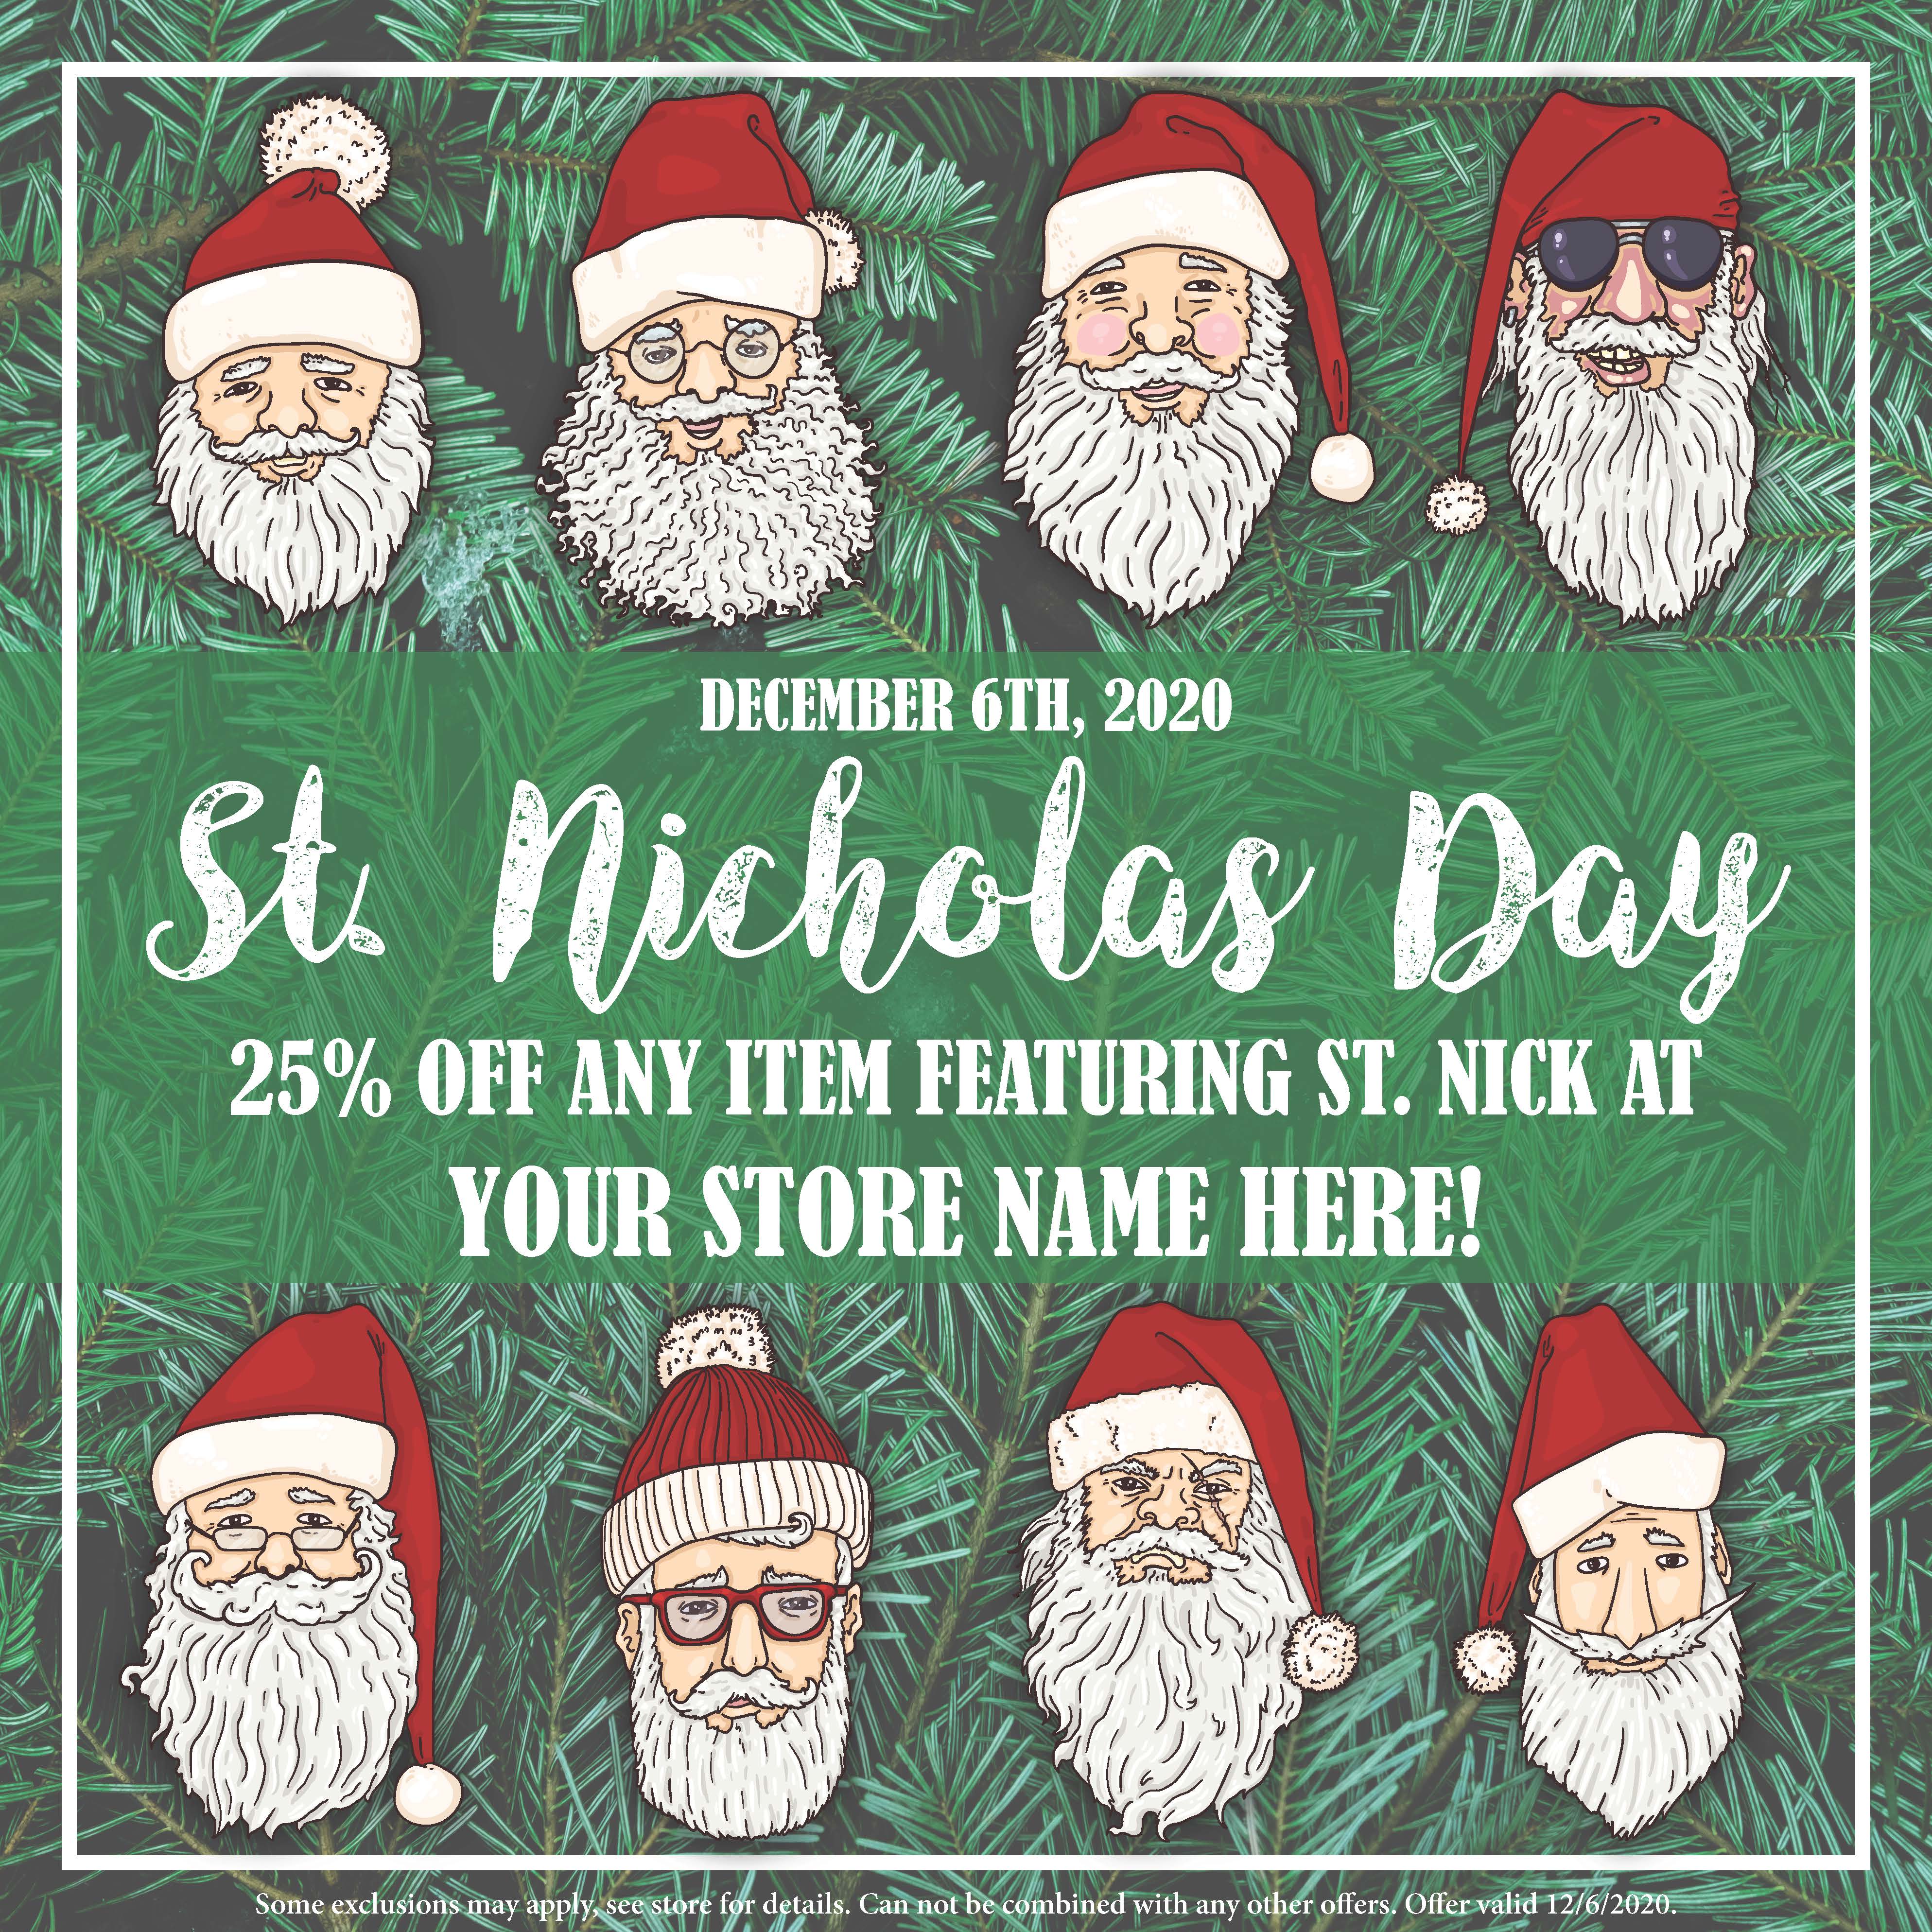 DECEMBER 6TH, 2020
St. Nicholas Day
25% OFF ANY ITEM FEATURING ST. NICK AT
YOUR STORE NAME HERE!
Some exclusions may apply, see store for details. Can not be combined with any other offers. Offer valid 12/6/2020.